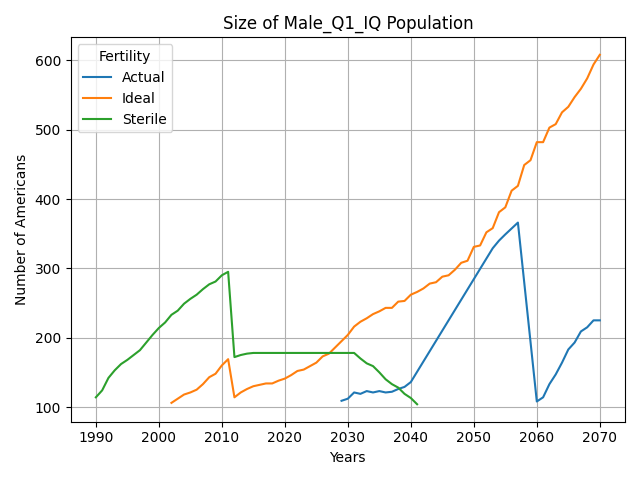 Size of Male_Q1_IQ Population
Fertility
Actual
Ideal
Sterile
Number of Americans
600
500
400
300
200
100
1990 2000 2010 2020 2030 2040 2050 2060 2070
Years